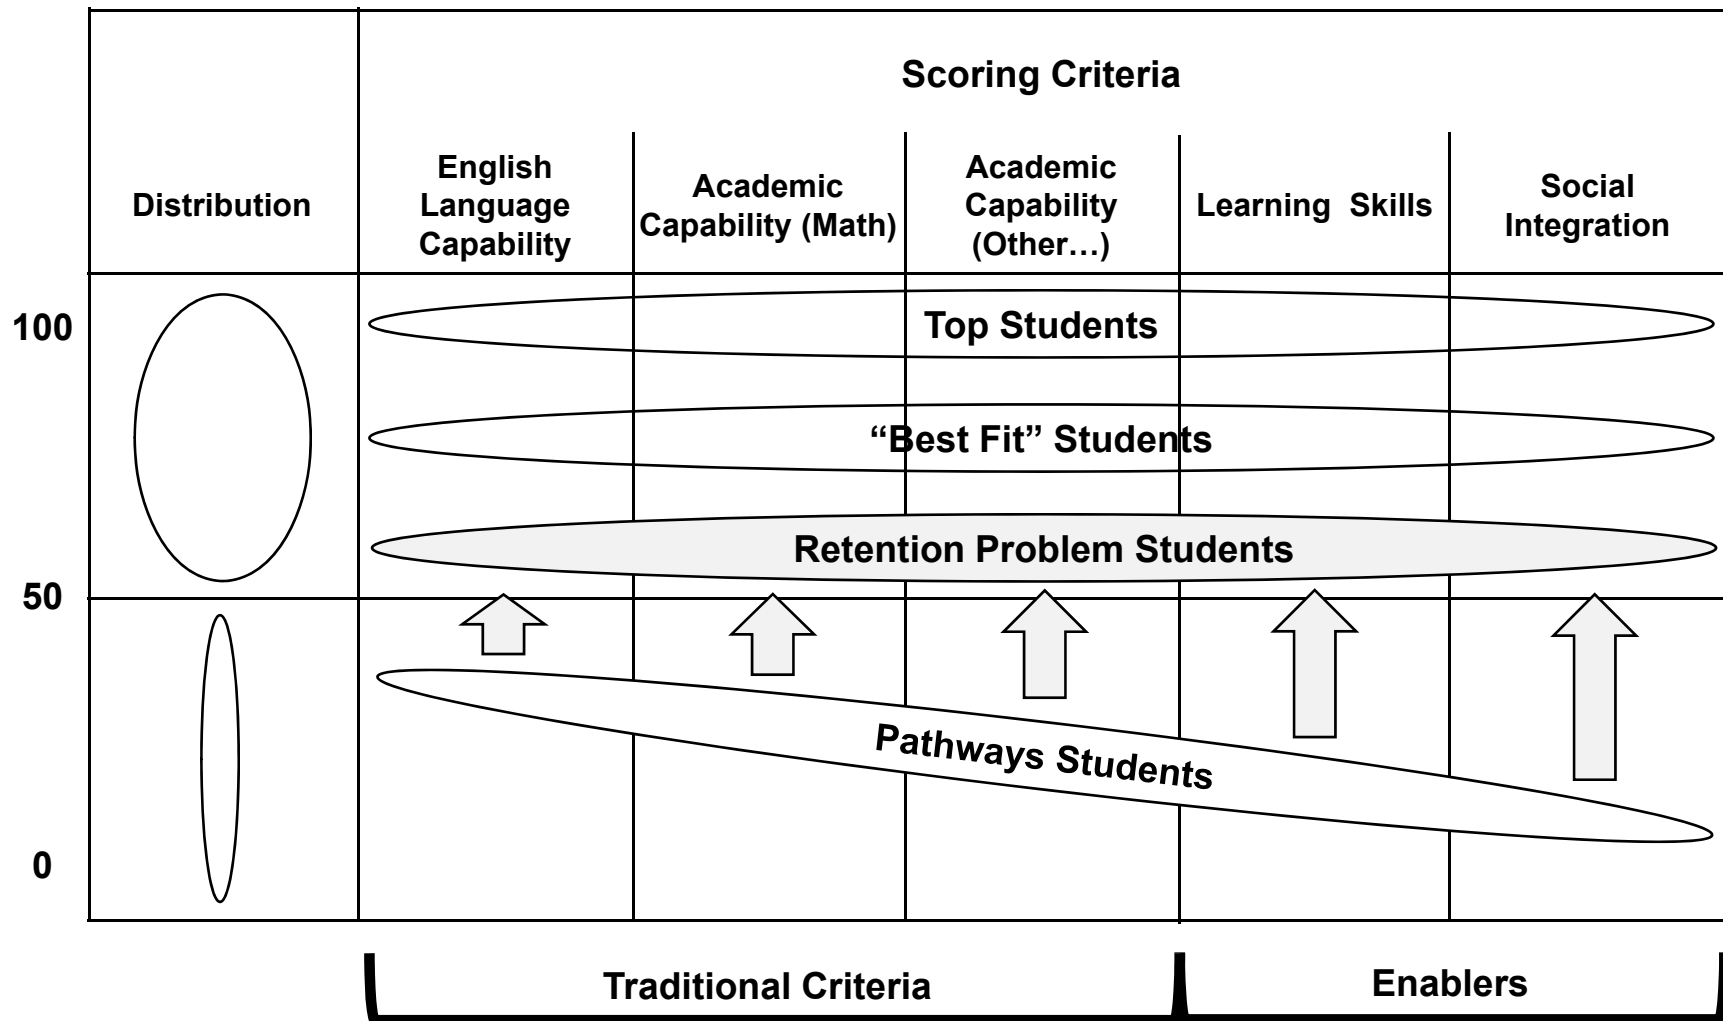 Scoring Criteria
Distribution
English
Language
Capability
Academic
Capability (Math)
Academic
Capability
(Other…)
Learning Skills
Social
Integration
100
Top Students
“Best Fit” Students
Retention Problem Students
50
Pathways Students
0
Traditional Criteria
Enablers